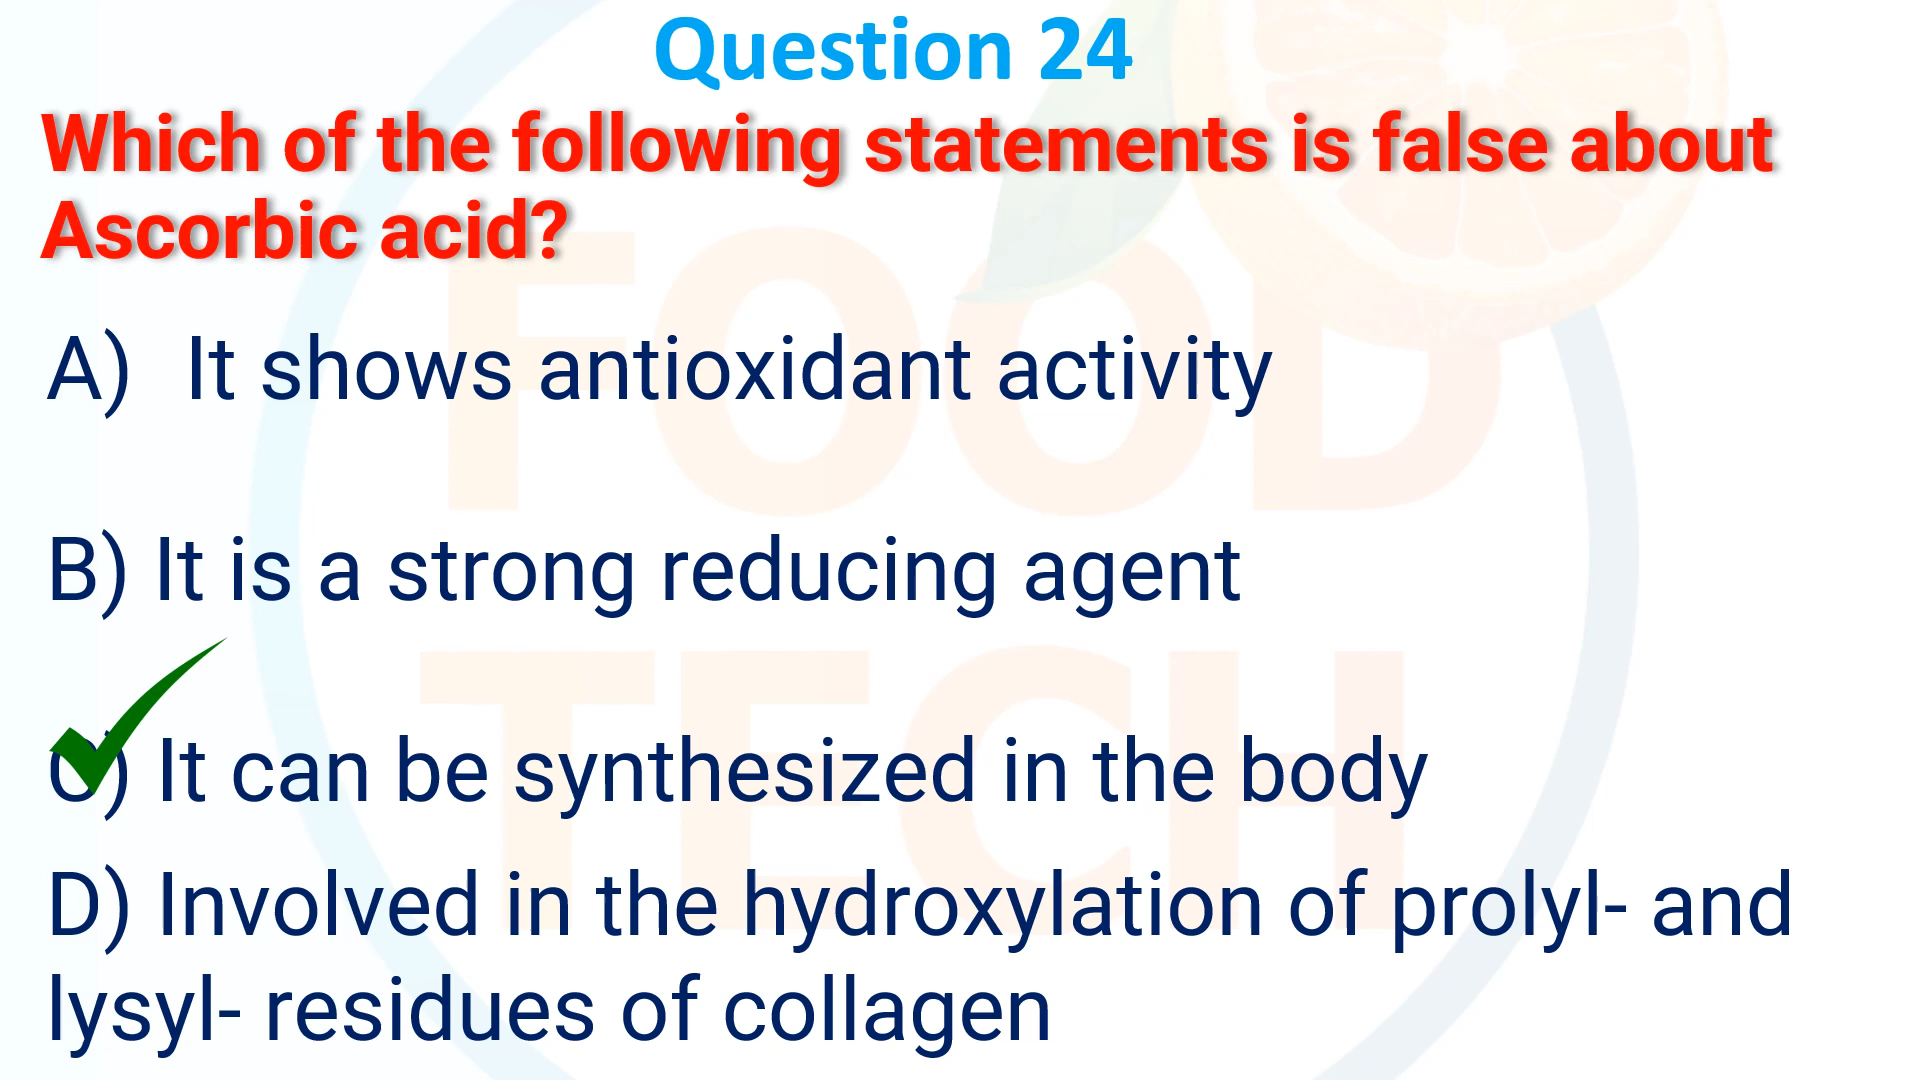 Question 24
Which of the following statements is false about
Ascorbic acid?
A) It shows antioxidant activity
B) It is a strong reducing agent
C) It can be synthesized in the body
D) Involved in the hydroxylation of prolyl- and
lysyl- residues of collagen
FOOD
TECH